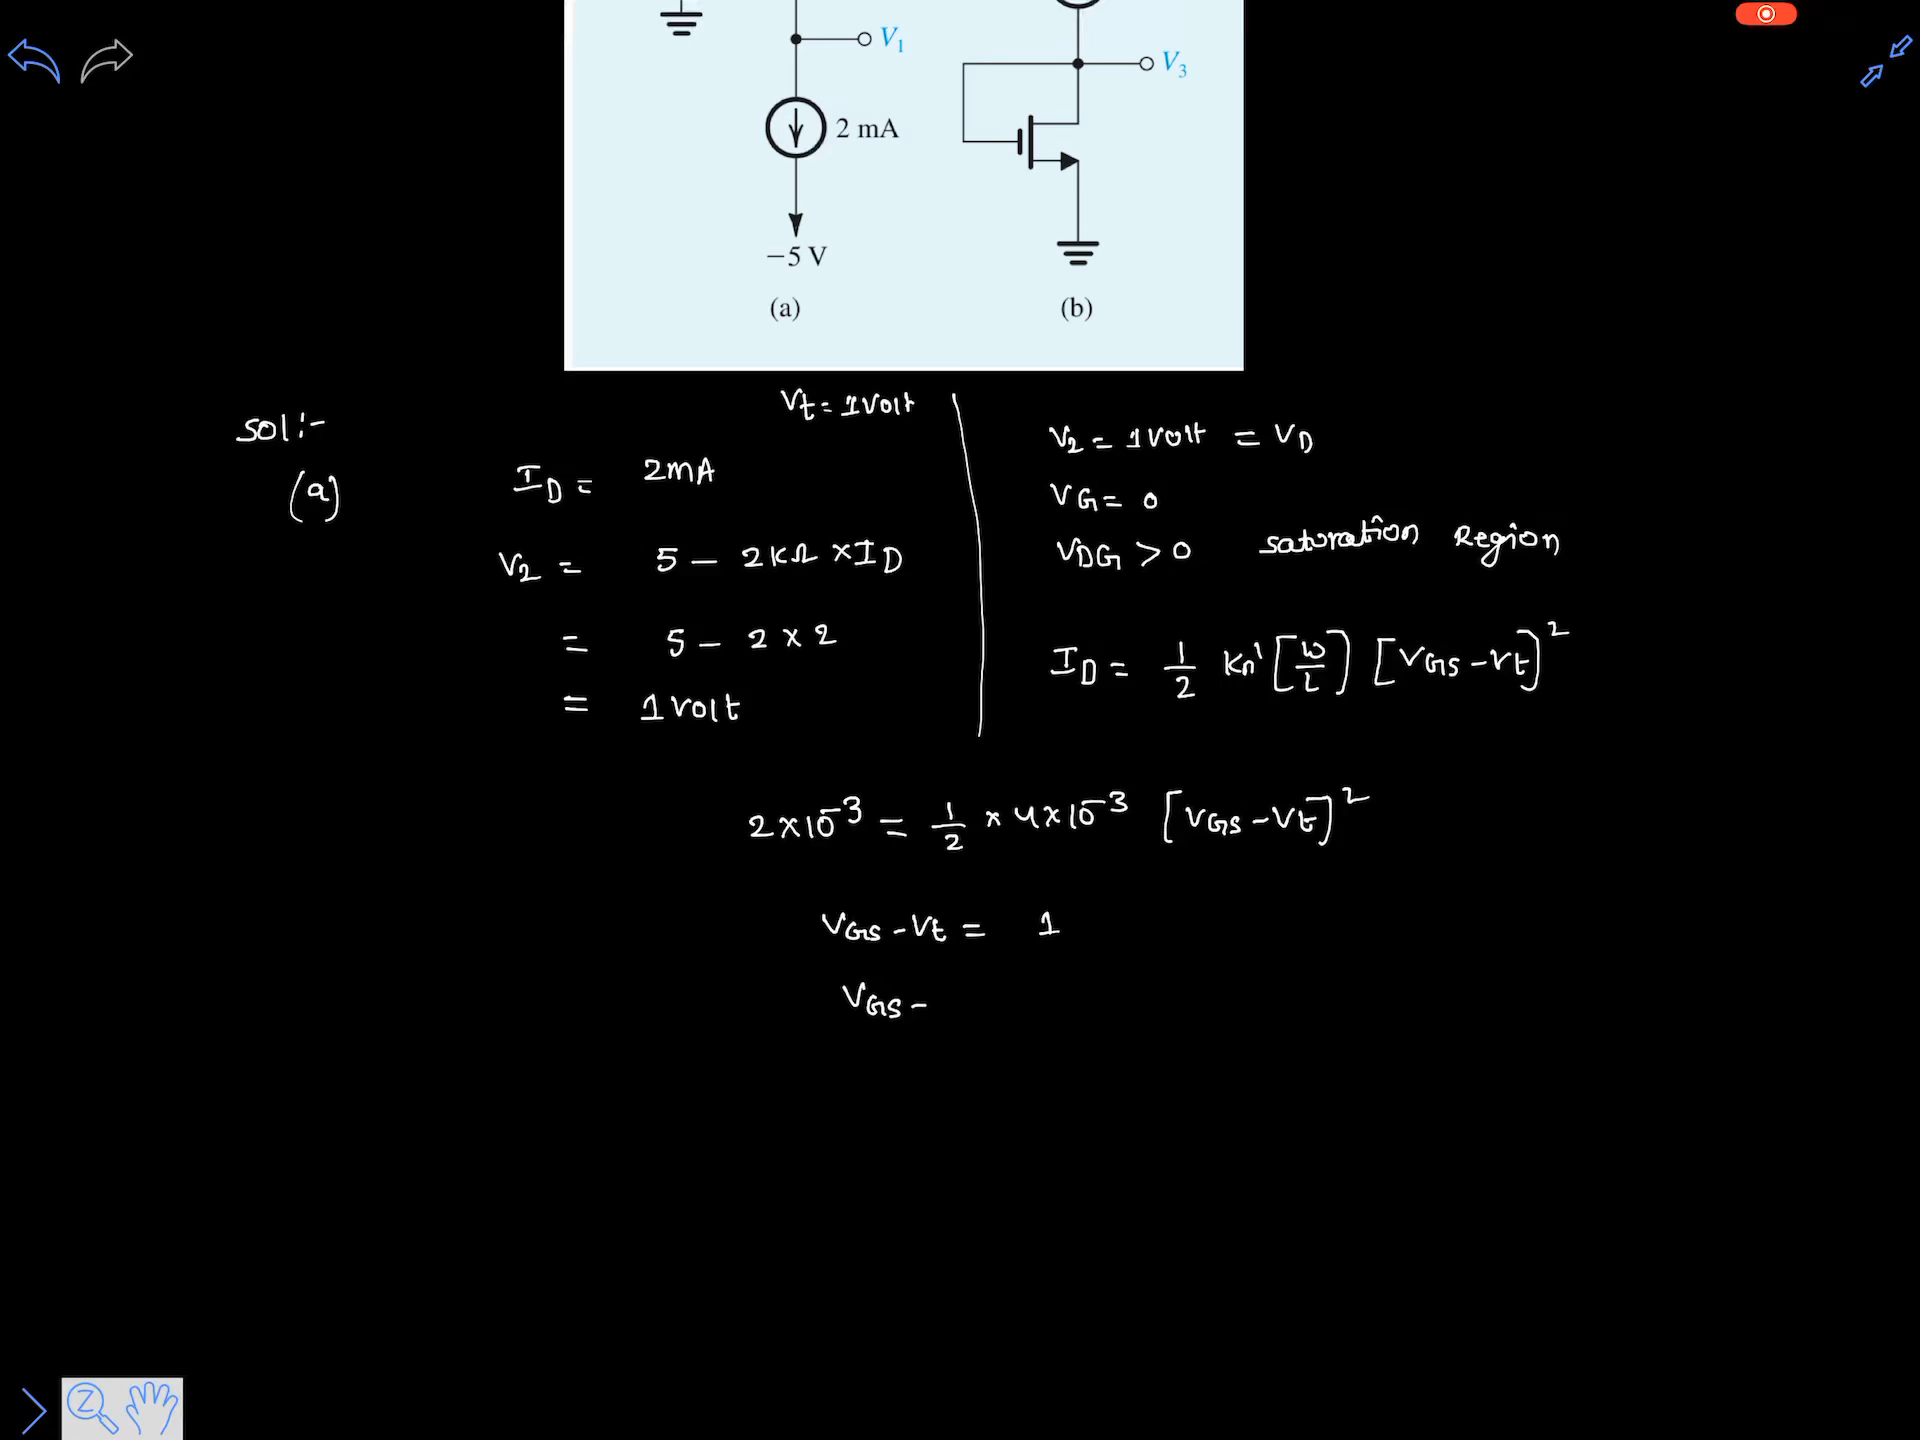 V₁
V₃
2 mA
−5 V
(a) (b)
Vt = 1Volt
Sol:-
(a)
ID = 2mA
V2 = 5 − 2KΩ × ID
= 5 − 2 × 2
= 1 Volt
V2 = 1Volt = VD
VG = 0
VDG > 0 Saturation Region
ID = 1/2 Kn' [W/L] [VGS − Vt]²
2×10⁻³ = 1/2 × 4×10⁻³ [VGS − Vt]²
VGS − Vt = 1
VGS −
Z